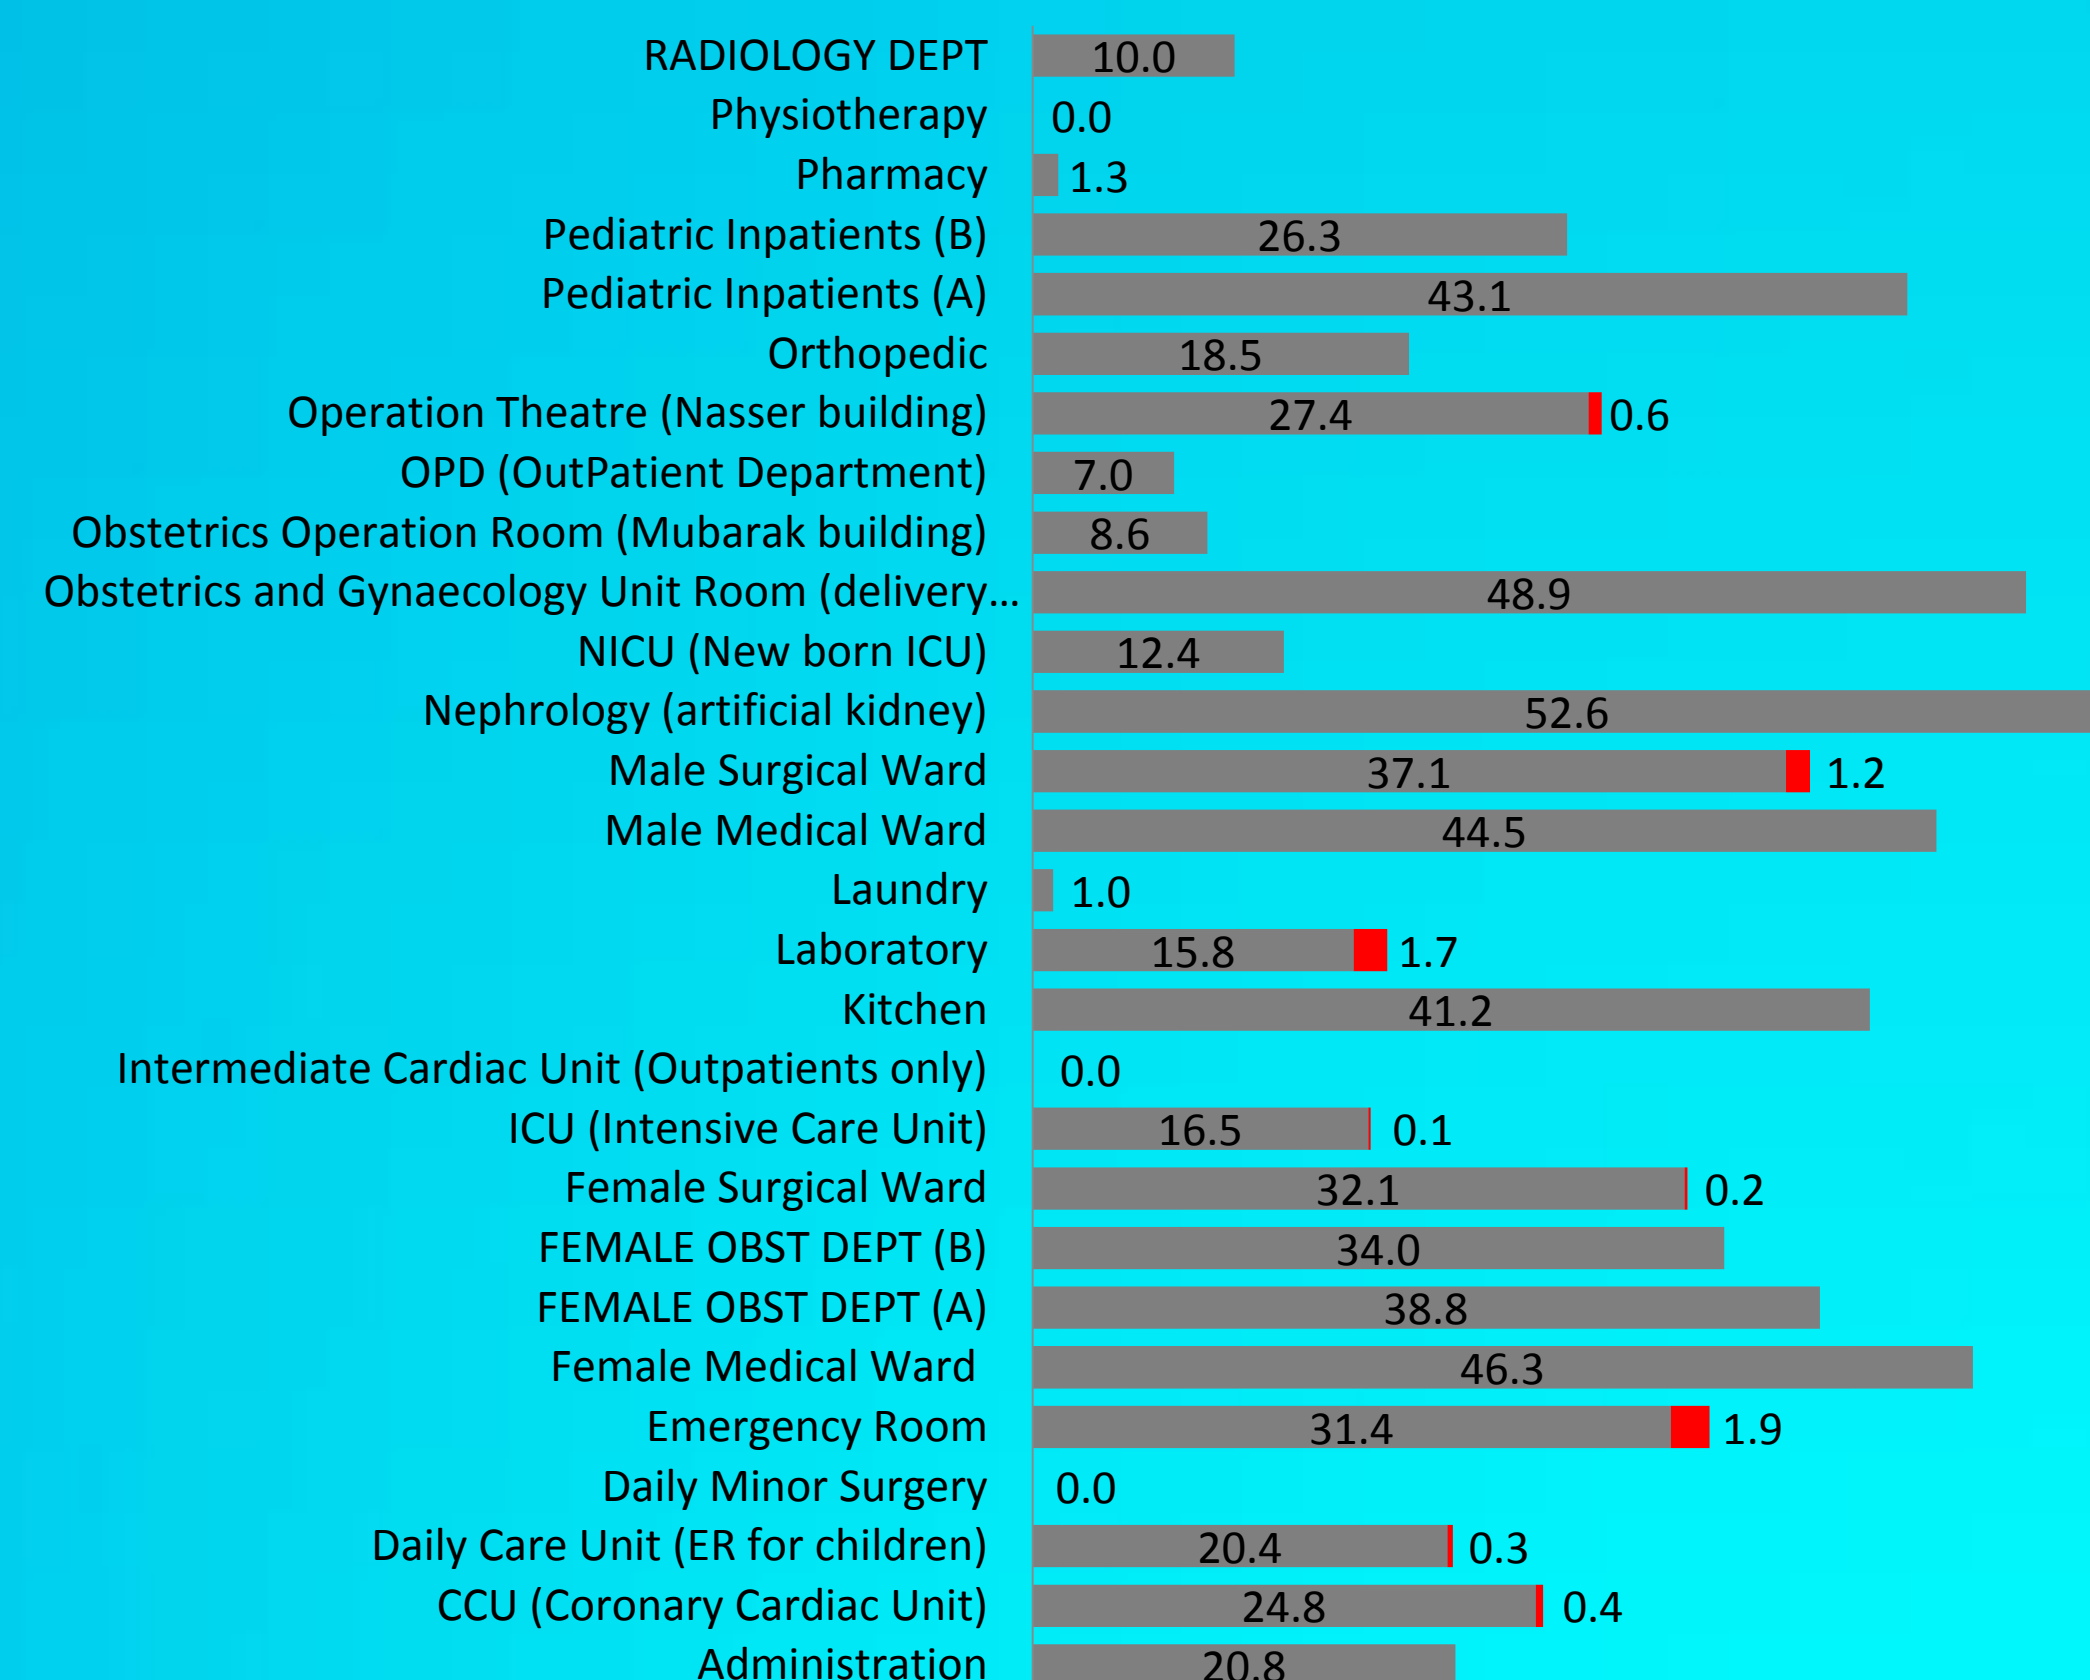 RADIOLOGY DEPT 10.0
Physiotherapy 0.0
Pharmacy 1.3
Pediatric Inpatients (B) 26.3
Pediatric Inpatients (A) 43.1
Orthopedic 18.5
Operation Theatre (Nasser building) 27.4 0.6
OPD (OutPatient Department) 7.0
Obstetrics Operation Room (Mubarak building) 8.6
Obstetrics and Gynaecology Unit Room (delivery... 48.9
NICU (New born ICU) 12.4
Nephrology (artificial kidney) 52.6
Male Surgical Ward 37.1 1.2
Male Medical Ward 44.5
Laundry 1.0
Laboratory 15.8 1.7
Kitchen 41.2
Intermediate Cardiac Unit (Outpatients only) 0.0
ICU (Intensive Care Unit) 16.5 0.1
Female Surgical Ward 32.1 0.2
FEMALE OBST DEPT (B) 34.0
FEMALE OBST DEPT (A) 38.8
Female Medical Ward 46.3
Emergency Room 31.4 1.9
Daily Minor Surgery 0.0
Daily Care Unit (ER for children) 20.4 0.3
CCU (Coronary Cardiac Unit) 24.8 0.4
Administration 20.8